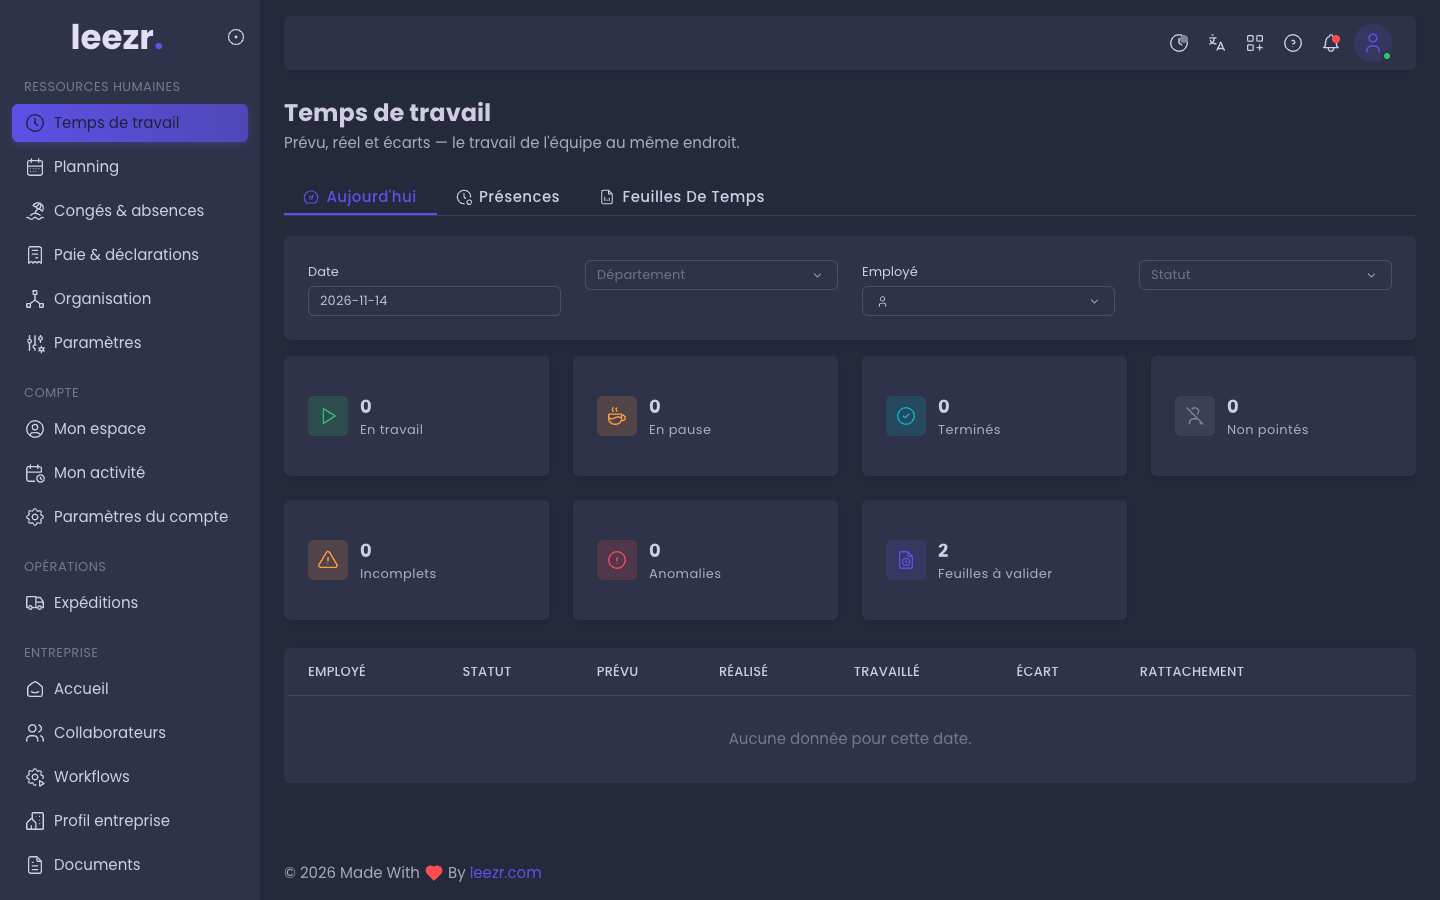 leezr.
RESSOURCES HUMAINES
Temps de travail
Planning
Congés & absences
Paie & déclarations
Organisation
Paramètres
COMPTE
Mon espace
Mon activité
Paramètres du compte
OPÉRATIONS
Expéditions
ENTREPRISE
Accueil
Collaborateurs
Workflows
Profil entreprise
Documents
Temps de travail
Prévu, réel et écarts — le travail de l'équipe au même endroit.
Aujourd'hui Présences Feuilles De Temps
Date
2026-11-14
Département
Employé
Statut
0
En travail
0
En pause
0
Terminés
0
Non pointés
0
Incomplets
0
Anomalies
2
Feuilles à valider
EMPLOYÉ STATUT PRÉVU RÉALISÉ TRAVAILLÉ ÉCART RATTACHEMENT
Aucune donnée pour cette date.
© 2026 Made With By leezr.com